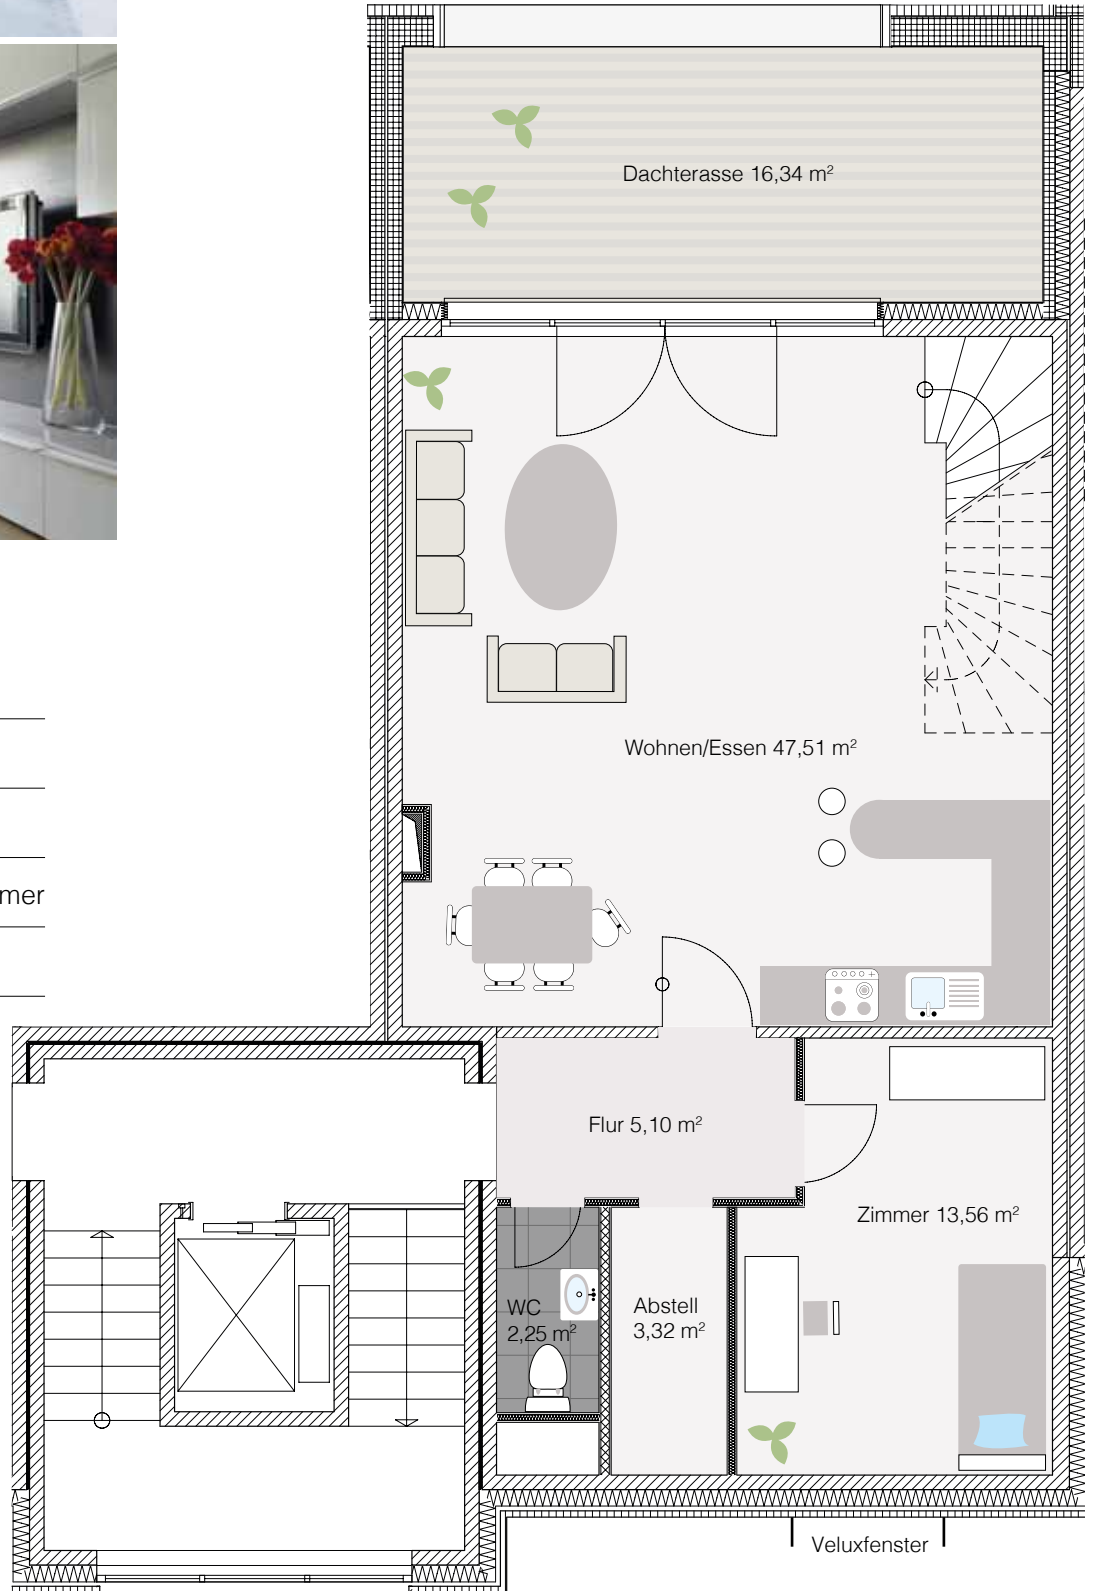 Dachterasse 16,34 m²
Wohnen/Essen 47,51 m²
mer
Flur 5,10 m²
Zimmer 13,56 m²
WC
2,25 m²
Abstell
3,32 m²
Veluxfenster